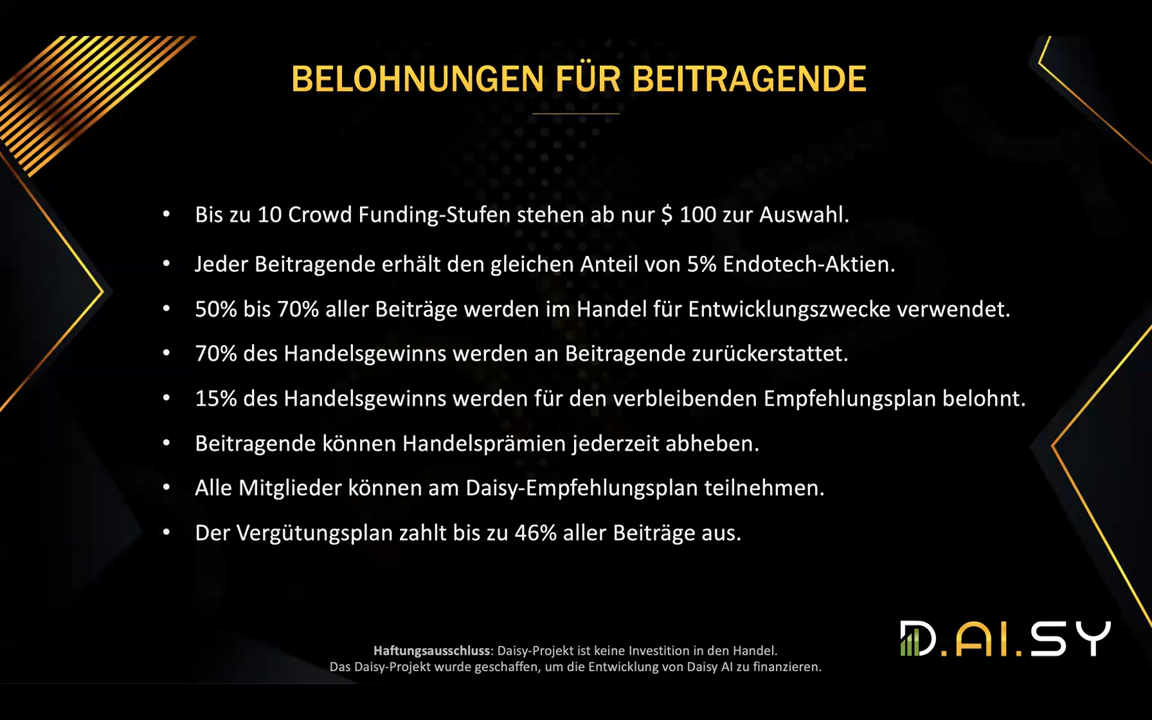 BELOHNUNGEN FÜR BEITRAGENDE
• Bis zu 10 Crowd Funding-Stufen stehen ab nur $ 100 zur Auswahl.
• Jeder Beitragende erhält den gleichen Anteil von 5% Endotech-Aktien.
• 50% bis 70% aller Beiträge werden im Handel für Entwicklungszwecke verwendet.
• 70% des Handelsgewinns werden an Beitragende zurückerstattet.
• 15% des Handelsgewinns werden für den verbleibenden Empfehlungsplan belohnt.
• Beitragende können Handelsprämien jederzeit abheben.
• Alle Mitglieder können am Daisy-Empfehlungsplan teilnehmen.
• Der Vergütungsplan zahlt bis zu 46% aller Beiträge aus.
Haftungsausschluss: Daisy-Projekt ist keine Investition in den Handel.
Das Daisy-Projekt wurde geschaffen, um die Entwicklung von Daisy AI zu finanzieren.
D.AI.SY